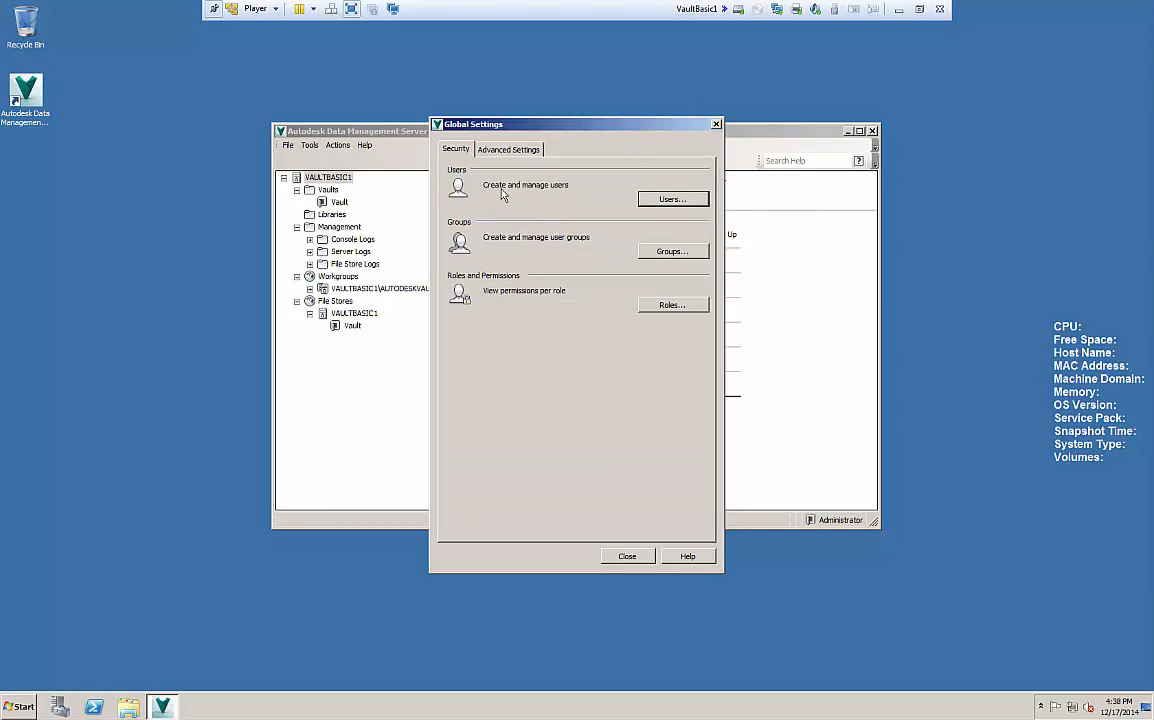 Player
VaultBasic1
Recycle Bin
Autodesk Data
Managemen...
Autodesk Data Management Server
File Tools Actions Help
Search Help
VAULTBASIC1
Vaults
Vault
Libraries
Management
Console Logs
Server Logs
File Store Logs
Workgroups
VAULTBASIC1\AUTODESKVAL
File Stores
VAULTBASIC1
Vault
Up
Administrator
Global Settings
Security Advanced Settings
Users
Create and manage users
Users...
Groups
Create and manage user groups
Groups...
Roles and Permissions
View permissions per role
Roles...
Close Help
CPU:
Free Space:
Host Name:
MAC Address:
Machine Domain:
Memory:
OS Version:
Service Pack:
Snapshot Time:
System Type:
Volumes:
Start
4:38 PM
12/17/2014